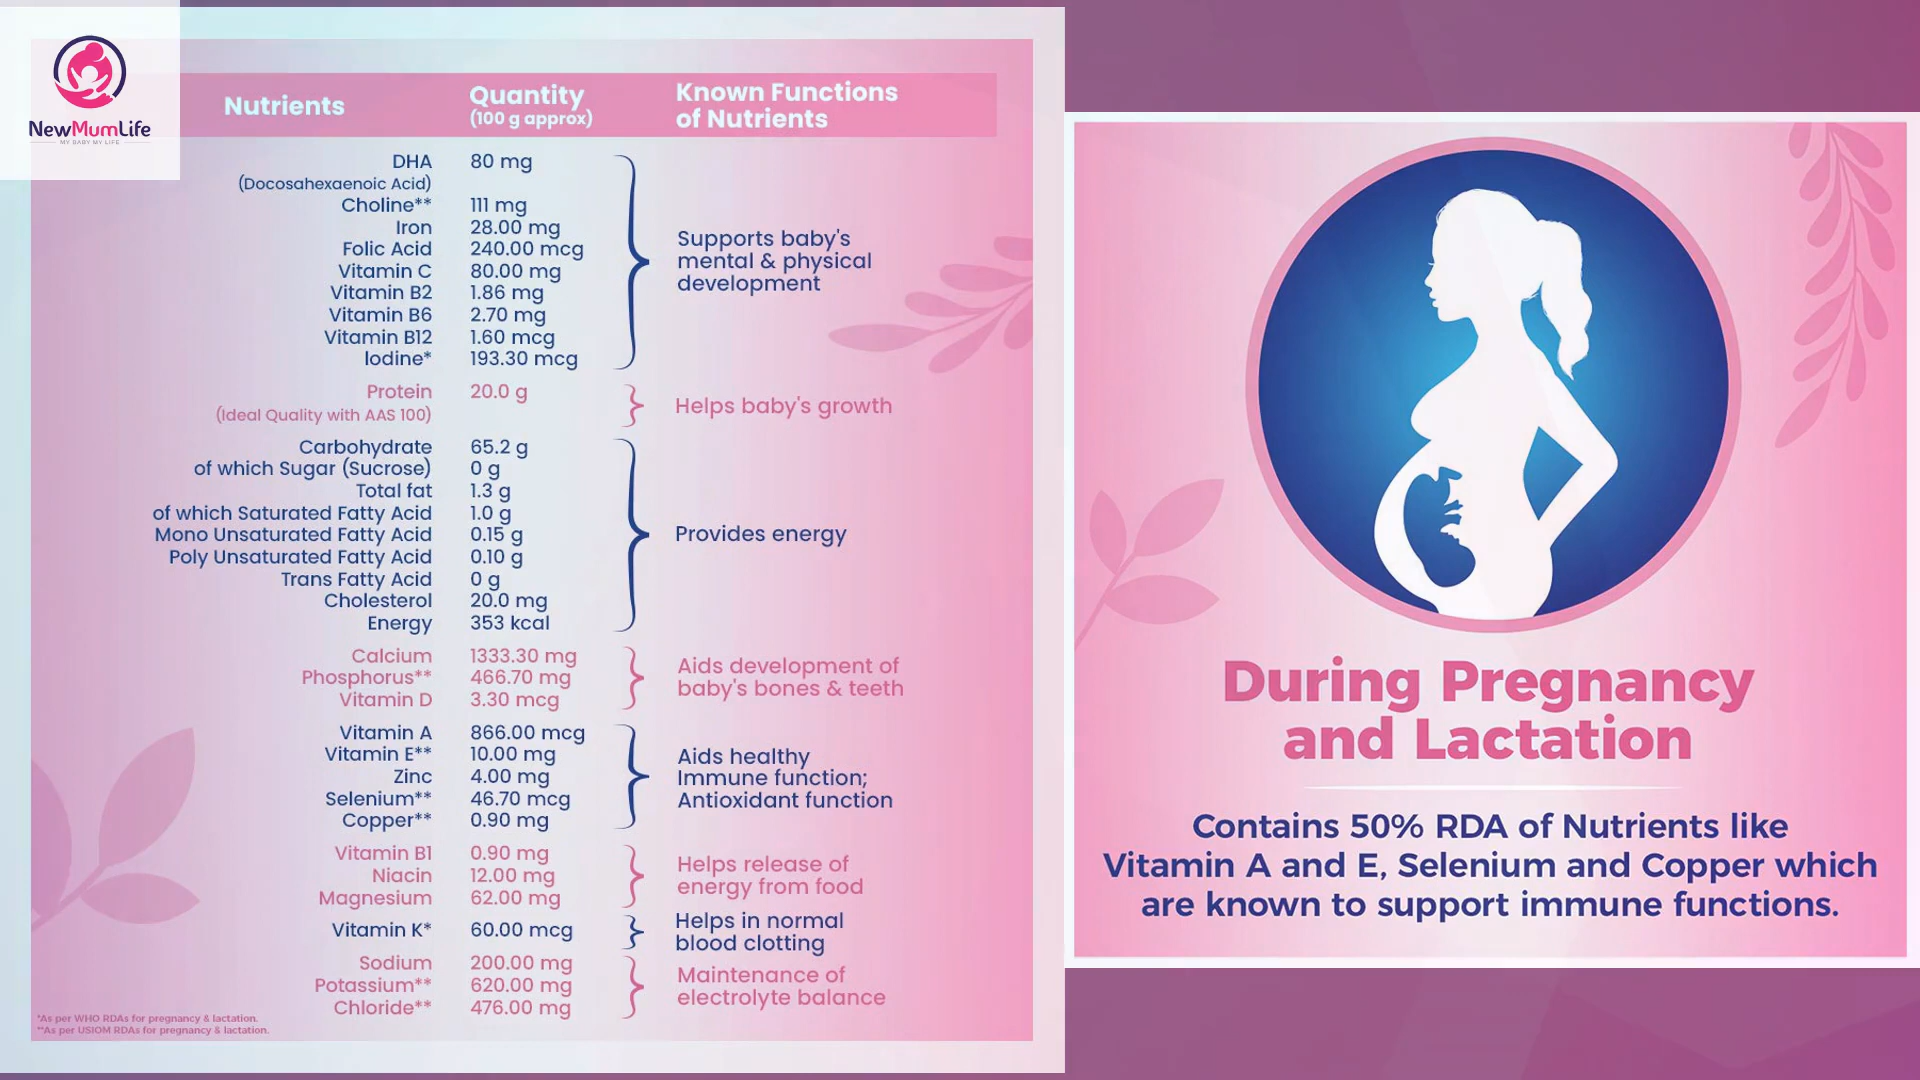 NewMumLife
MY BABY MY LIFE
Nutrients Quantity (100 g approx) Known Functions of Nutrients
DHA 80 mg
(Docosahexaenoic Acid)
Choline** 111 mg
Iron 28.00 mg
Folic Acid 240.00 mcg
Vitamin C 80.00 mg
Vitamin B2 1.86 mg
Vitamin B6 2.70 mg
Vitamin B12 1.60 mcg
Iodine* 193.30 mcg
Supports baby's
mental & physical
development
Protein 20.0 g
(Ideal Quality with AAS 100)
Helps baby's growth
Carbohydrate 65.2 g
of which Sugar (Sucrose) 0 g
Total fat 1.3 g
of which Saturated Fatty Acid 1.0 g
Mono Unsaturated Fatty Acid 0.15 g
Poly Unsaturated Fatty Acid 0.10 g
Trans Fatty Acid 0 g
Cholesterol 20.0 mg
Energy 353 kcal
Provides energy
Calcium 1333.30 mg
Phosphorus** 466.70 mg
Vitamin D 3.30 mcg
Aids development of
baby's bones & teeth
Vitamin A 866.00 mcg
Vitamin E** 10.00 mg
Zinc 4.00 mg
Selenium** 46.70 mcg
Copper** 0.90 mg
Aids healthy
Immune function;
Antioxidant function
Vitamin B1 0.90 mg
Niacin 12.00 mg
Magnesium 62.00 mg
Helps release of
energy from food
Vitamin K* 60.00 mcg
Helps in normal
blood clotting
Sodium 200.00 mg
Potassium** 620.00 mg
Chloride** 476.00 mg
Maintenance of
electrolyte balance
*As per WHO RDAs for pregnancy & lactation.
**As per USIOM RDAs for pregnancy & lactation.
During Pregnancy
and Lactation
Contains 50% RDA of Nutrients like
Vitamin A and E, Selenium and Copper which
are known to support immune functions.